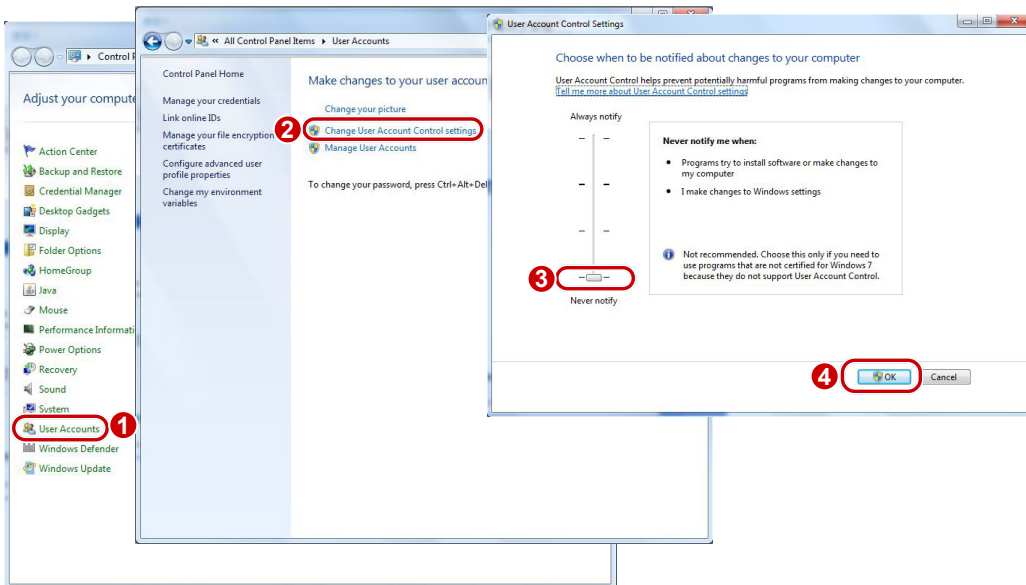 Control P
Adjust your compute
Action Center
Backup and Restore
Credential Manager
Desktop Gadgets
Display
Folder Options
HomeGroup
Java
Mouse
Performance Informati
Power Options
Recovery
Sound
System
User Accounts
1
Windows Defender
Windows Update
« All Control Panel Items ▸ User Accounts
Control Panel Home
Manage your credentials
Link online IDs
Manage your file encryption
certificates
Configure advanced user
profile properties
Change my environment
variables
Make changes to your user accoun
Change your picture
2
Change User Account Control settings
Manage User Accounts
To change your password, press Ctrl+Alt+Del
User Account Control Settings
Choose when to be notified about changes to your computer
User Account Control helps prevent potentially harmful programs from making changes to your computer.
Tell me more about User Account Control settings
Always notify
3
Never notify
Never notify me when:
• Programs try to install software or make changes to
my computer
• I make changes to Windows settings
Not recommended. Choose this only if you need to
use programs that are not certified for Windows 7
because they do not support User Account Control.
4
OK
Cancel